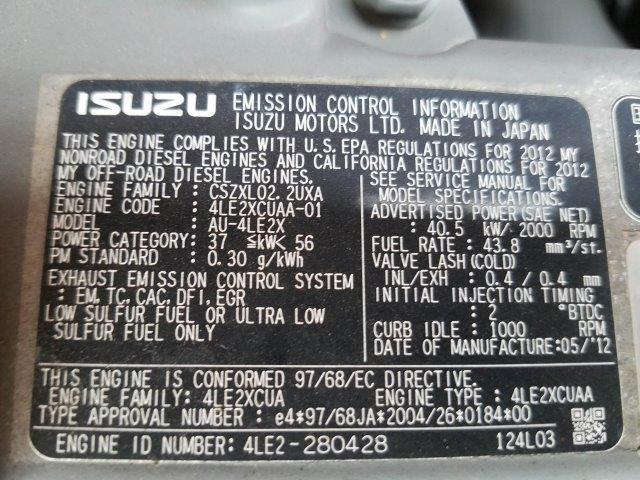 ISUZU EMISSION CONTROL INFORMATION
ISUZU MOTORS LTD. MADE IN JAPAN
THIS ENGINE COMPLIES WITH U.S. EPA REGULATIONS FOR 2012 MY
NONROAD DIESEL ENGINES AND CALIFORNIA REGULATIONS FOR 2012
MY OFF-ROAD DIESEL ENGINES.
ENGINE FAMILY : CSZXL02.2UXA
ENGINE CODE : 4LE2XCUAA-01
MODEL : AU-4LE2X
POWER CATEGORY: 37 ≦kW< 56
PM STANDARD : 0.30 g/kWh
EXHAUST EMISSION CONTROL SYSTEM
: EM, TC, CAC, DFI, EGR
LOW SULFUR FUEL OR ULTRA LOW
SULFUR FUEL ONLY
SEE SERVICE MANUAL FOR
MODEL SPECIFICATIONS.
ADVERTISED POWER(SAE NET)
: 40.5 kW/ 2000 RPM
FUEL RATE : 43.8 mm³/st.
VALVE LASH(COLD)
INL/EXH : 0.4 / 0.4 mm
INITIAL INJECTION TIMING
: 2 °BTDC
CURB IDLE : 1000 RPM
DATE OF MANUFACTURE:05/'12
THIS ENGINE IS CONFORMED 97/68/EC DIRECTIVE.
ENGINE FAMILY: 4LE2XCUA ENGINE TYPE : 4LE2XCUAA
TYPE APPROVAL NUMBER : e4*97/68JA*2004/26*0184*00
ENGINE ID NUMBER: 4LE2-280428 124L03